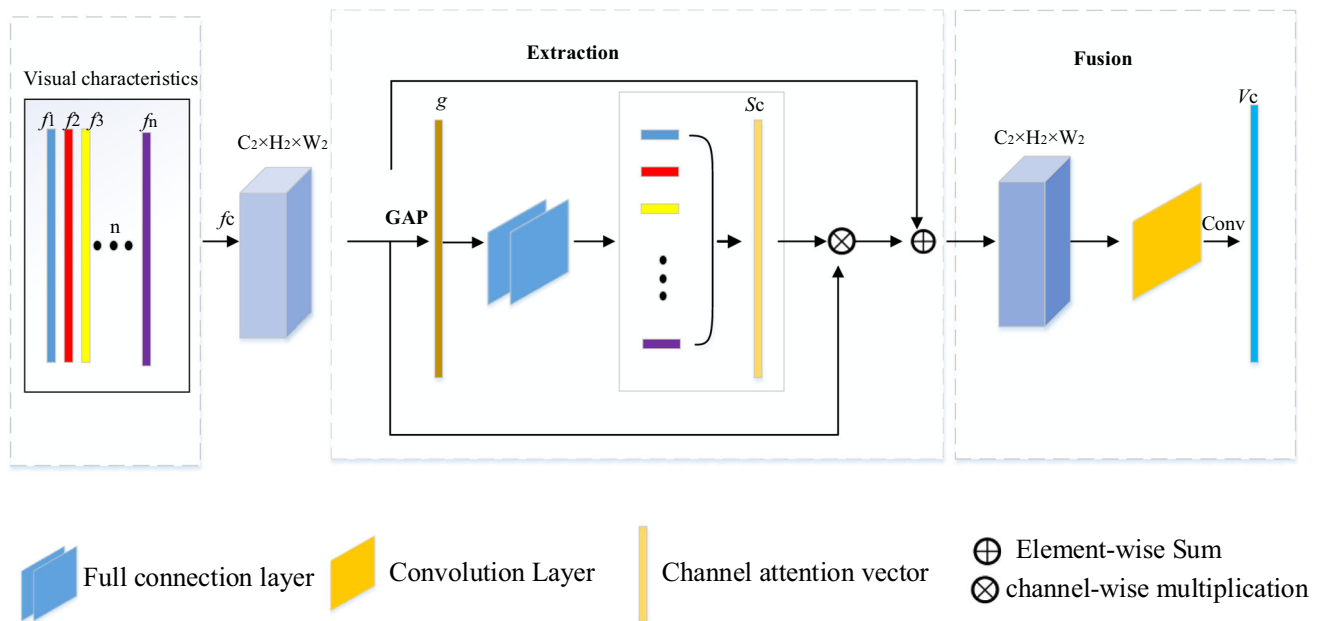 Extraction
Fusion
Visual characteristics
f1 f2 f3 fn
n
C₂×H₂×W₂
fc
GAP
g
Sc
C₂×H₂×W₂
Conv
Vc
Full connection layer
Convolution Layer
Channel attention vector
Element-wise Sum
channel-wise multiplication